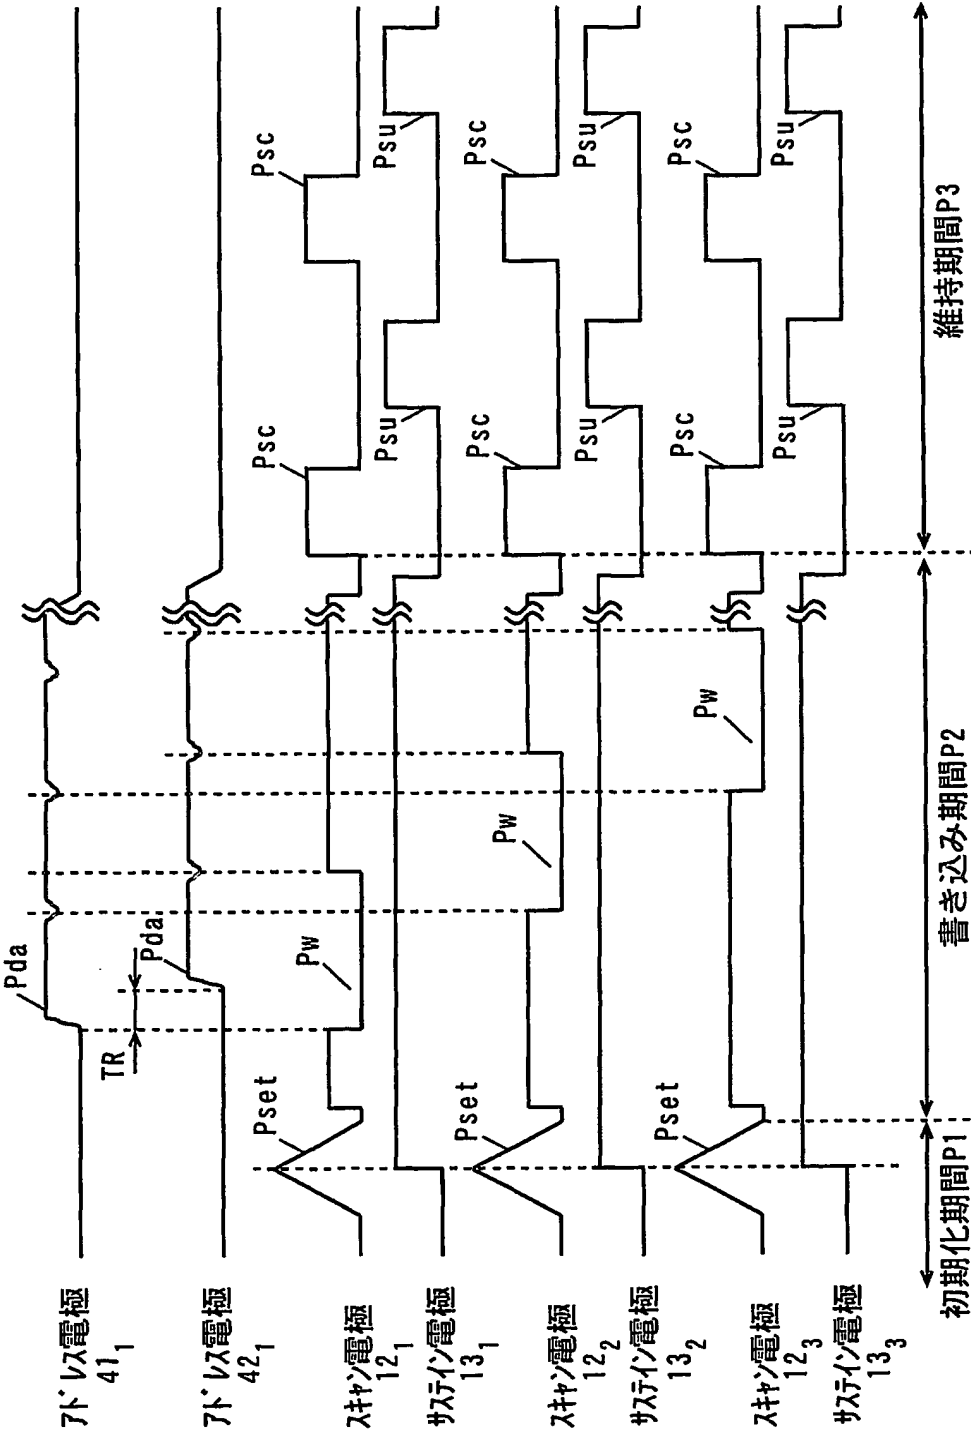 アドレス電極
41₁
Pda
TR
アドレス電極
42₁
Pda
スキャン電極
12₁
Pset
Pw
Psc
Psc
サステイン電極
13₁
Psu
Psu
スキャン電極
12₂
Pset
Pw
Psc
Psc
サステイン電極
13₂
Psu
Psu
スキャン電極
12₃
Pset
Pw
Psc
Psc
サステイン電極
13₃
Psu
Psu
初期化期間P1
書き込み期間P2
維持期間P3